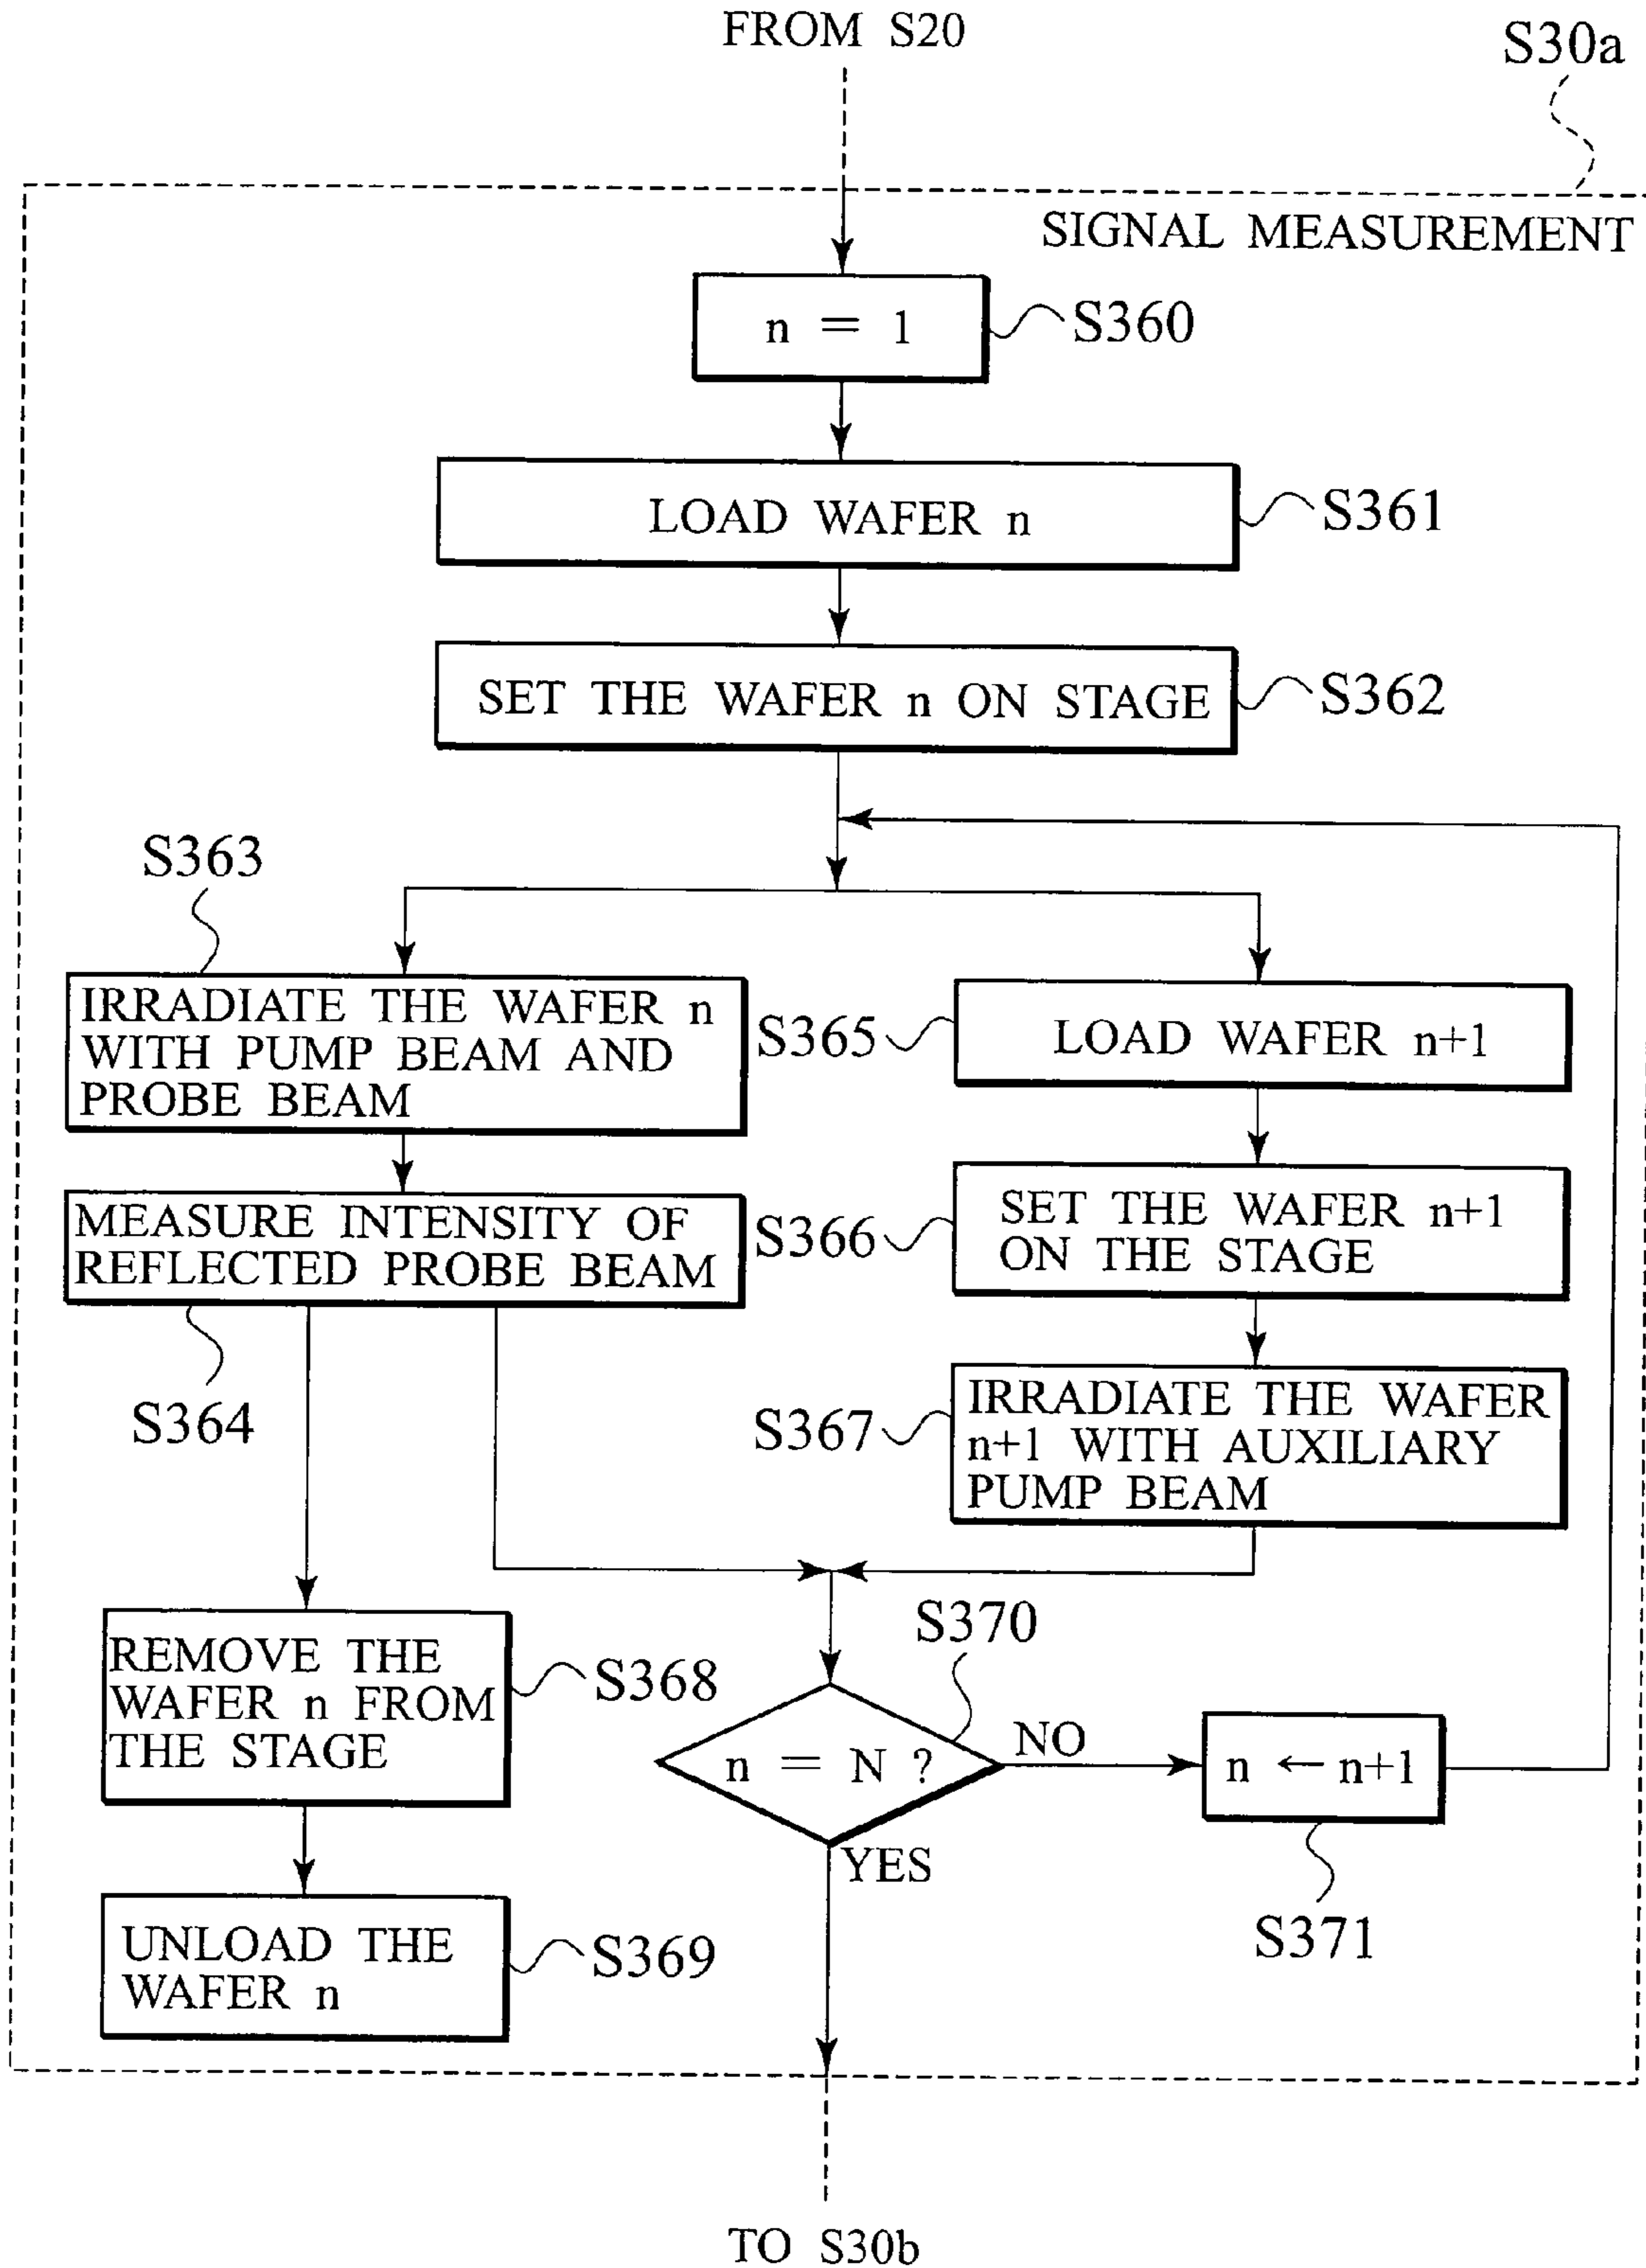 FROM S20
S30a
SIGNAL MEASUREMENT
n = 1
S360
LOAD WAFER n
S361
SET THE WAFER n ON STAGE
S362
S363
IRRADIATE THE WAFER n
WITH PUMP BEAM AND
PROBE BEAM
S365
LOAD WAFER n+1
MEASURE INTENSITY OF
REFLECTED PROBE BEAM
S364
S366
SET THE WAFER n+1
ON THE STAGE
S367
IRRADIATE THE WAFER
n+1 WITH AUXILIARY
PUMP BEAM
REMOVE THE
WAFER n FROM
THE STAGE
S368
S370
n = N ?
NO
n ← n+1
YES
S371
UNLOAD THE
WAFER n
S369
TO S30b